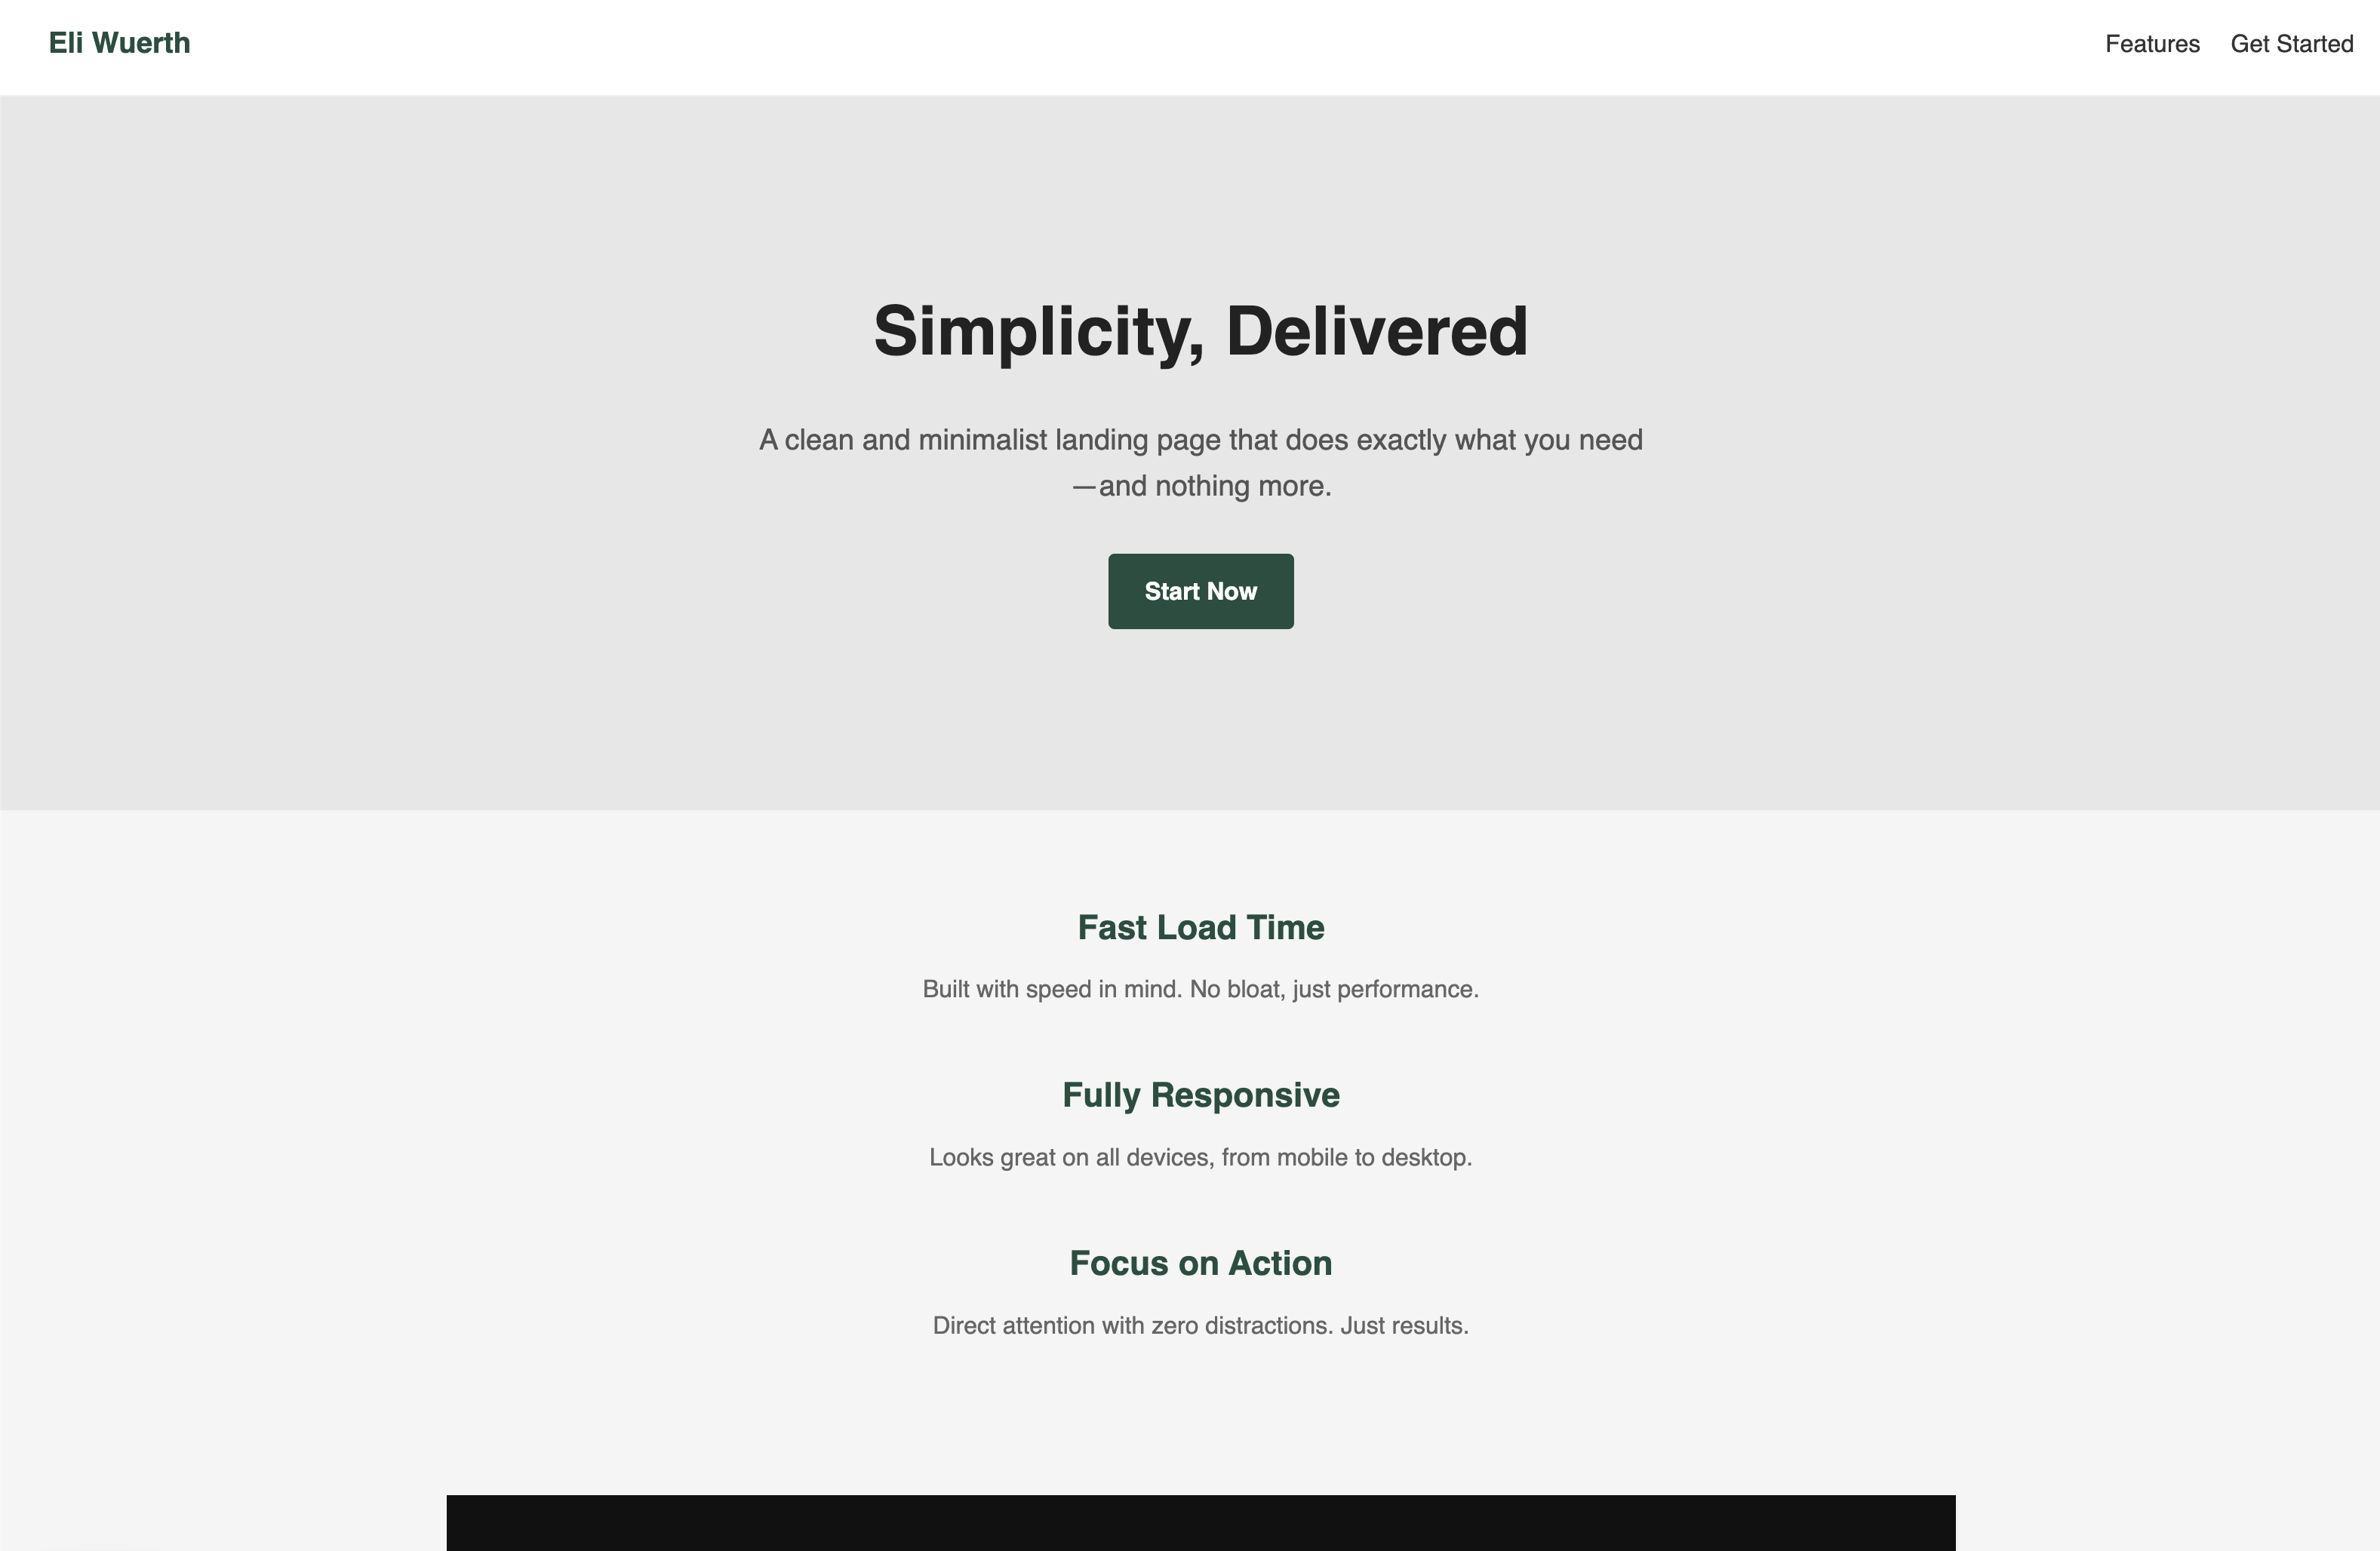 Eli Wuerth
Features
Get Started
Simplicity, Delivered
A clean and minimalist landing page that does exactly what you need
—and nothing more.
Start Now
Fast Load Time
Built with speed in mind. No bloat, just performance.
Fully Responsive
Looks great on all devices, from mobile to desktop.
Focus on Action
Direct attention with zero distractions. Just results.